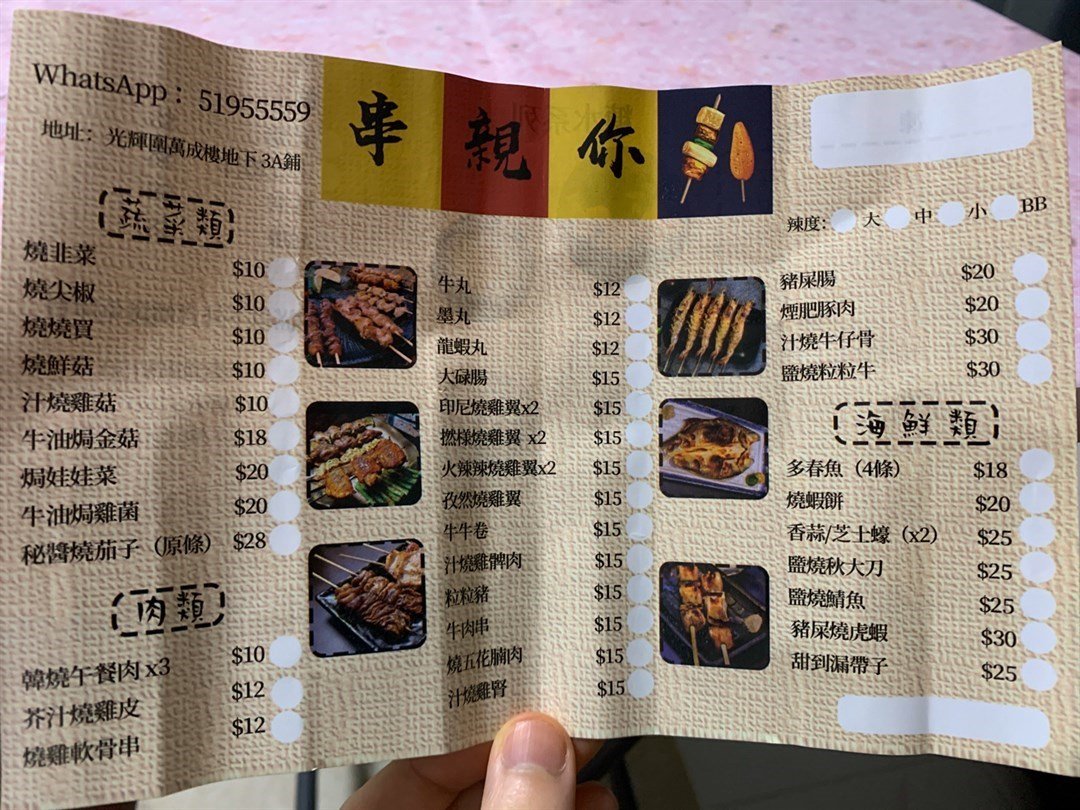 WhatsApp：51955559
地址：光輝圍萬成樓地下 3A鋪
串親你
辣度： 大 中 小 BB
蔬菜類
燒韭菜 $10
燒尖椒 $10
燒燒買 $10
燒鮮菇 $10
汁燒雞菇 $10
牛油焗金菇 $18
焗娃娃菜 $20
牛油焗雞菌 $20
秘醬燒茄子（原條） $28
肉類
韓燒午餐肉 x3 $10
芥汁燒雞皮 $12
燒雞軟骨串 $12
牛丸 $12
墨丸 $12
龍蝦丸 $12
大碌腸 $15
印尼燒雞翼x2 $15
撚樣燒雞翼 x2 $15
火辣辣燒雞翼x2 $15
孜然燒雞翼 $15
牛牛卷 $15
汁燒雞髀肉 $15
粒粒豬 $15
牛肉串 $15
燒五花腩肉 $15
汁燒雞腎 $15
豬屎腸 $20
煙肥豚肉 $20
汁燒牛仔骨 $30
鹽燒粒粒牛 $30
海鮮類
多春魚（4條） $18
燒蝦餅 $20
香蒜/芝士蠔（x2） $25
鹽燒秋大刀 $25
鹽燒鯖魚 $25
豬屎燒虎蝦 $30
甜到漏帶子 $25